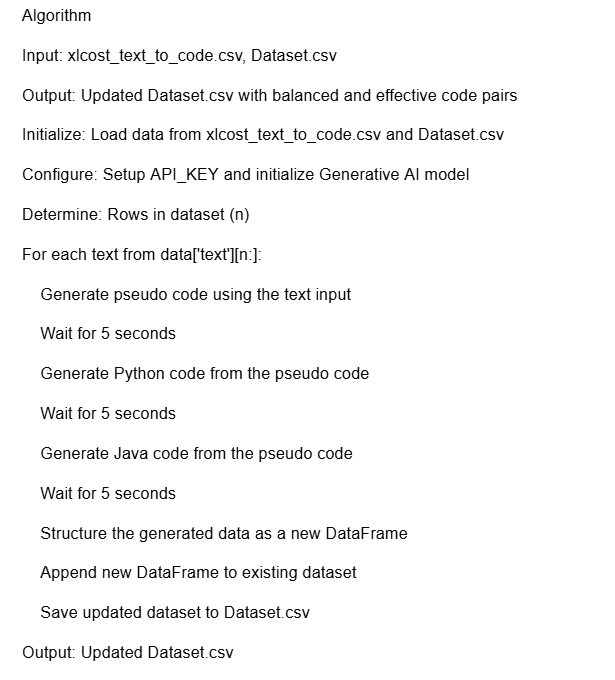 Algorithm
Input: xlcost_text_to_code.csv, Dataset.csv
Output: Updated Dataset.csv with balanced and effective code pairs
Initialize: Load data from xlcost_text_to_code.csv and Dataset.csv
Configure: Setup API_KEY and initialize Generative AI model
Determine: Rows in dataset (n)
For each text from data['text'][n:]:
Generate pseudo code using the text input
Wait for 5 seconds
Generate Python code from the pseudo code
Wait for 5 seconds
Generate Java code from the pseudo code
Wait for 5 seconds
Structure the generated data as a new DataFrame
Append new DataFrame to existing dataset
Save updated dataset to Dataset.csv
Output: Updated Dataset.csv